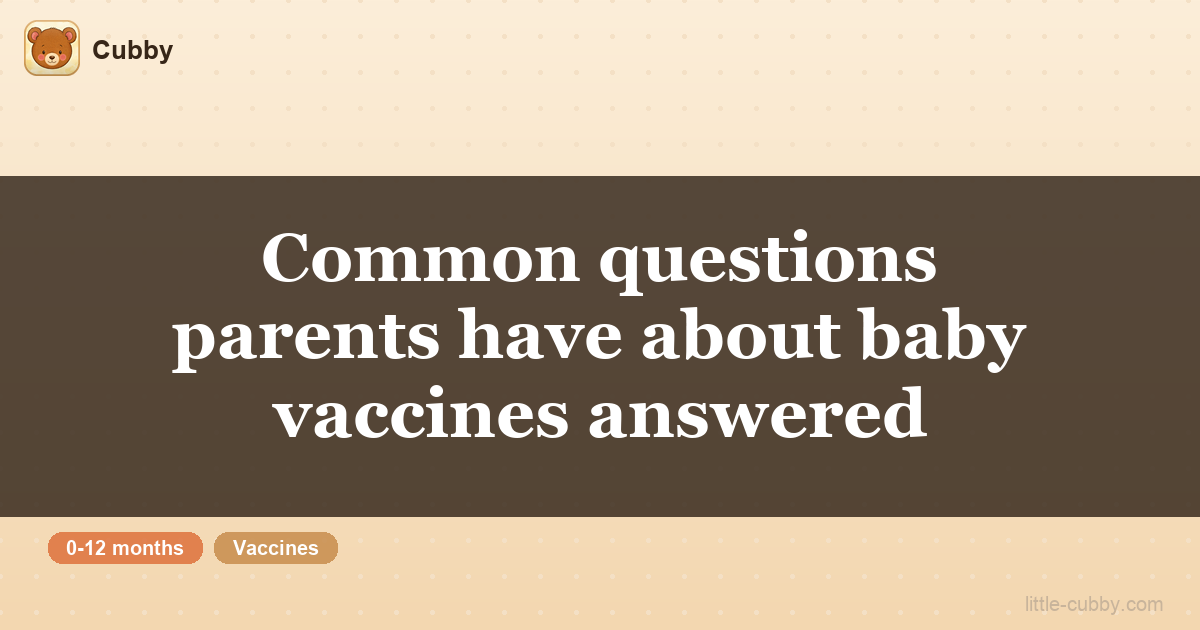 Cubby
Common questions
parents have about baby
vaccines answered
0-12 months
Vaccines
little-cubby.com